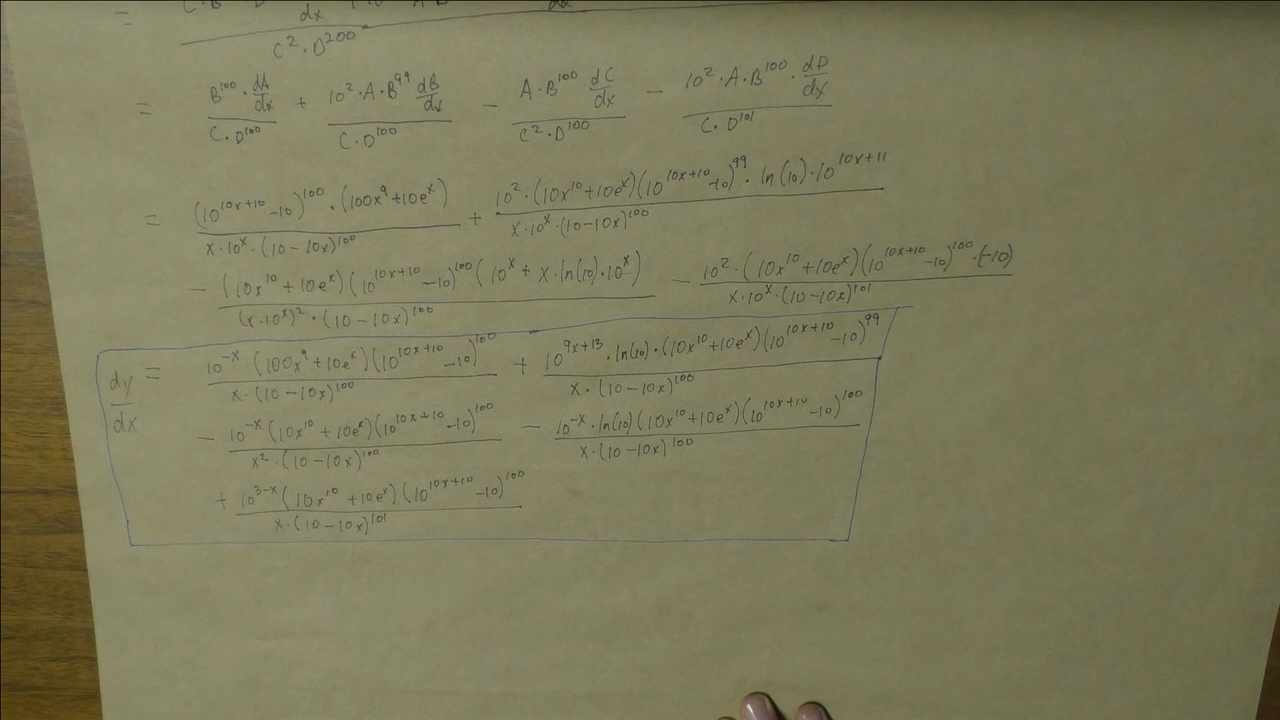 = dx
C²·D²⁰⁰
= B¹⁰⁰·dA/dx / C·D¹⁰⁰ + 10²·A·B⁹⁹ dB/dx / C·D¹⁰⁰ − A·B¹⁰⁰·dC/dx / C²·D¹⁰⁰ − 10²·A·B¹⁰⁰·dD/dx / C·D¹⁰¹
= (10^(10x+10) −10)¹⁰⁰·(100x⁹+10eˣ) / x·10ˣ·(10−10x)¹⁰⁰ + 10²·(10x¹⁰+10eˣ)(10^(10x+10) −10)⁹⁹·ln(10)·10^(10x+11) / x·10ˣ·(10−10x)¹⁰⁰
− (10x¹⁰+10eˣ)(10^(10x+10) −10)¹⁰⁰(10ˣ + x·ln(10)·10ˣ) / (x·10ˣ)²·(10−10x)¹⁰⁰ − 10²·(10x¹⁰+10eˣ)(10^(10x+10) −10)¹⁰⁰·(−10) / x·10ˣ·(10−10x)¹⁰¹
dy/dx = 10⁻ˣ(100x⁹+10eˣ)(10^(10x+10) −10)¹⁰⁰ / x·(10−10x)¹⁰⁰ + 10^(9x+13)·ln(10)·(10x¹⁰+10eˣ)(10^(10x+10) −10)⁹⁹ / x·(10−10x)¹⁰⁰
− 10⁻ˣ(10x¹⁰+10eˣ)(10^(10x+10) −10)¹⁰⁰ / x²·(10−10x)¹⁰⁰ − 10⁻ˣ·ln(10)(10x¹⁰+10eˣ)(10^(10x+10) −10)¹⁰⁰ / x·(10−10x)¹⁰⁰
+ 10^(3−x)(10x¹⁰+10eˣ)(10^(10x+10) −10)¹⁰⁰ / x·(10−10x)¹⁰¹